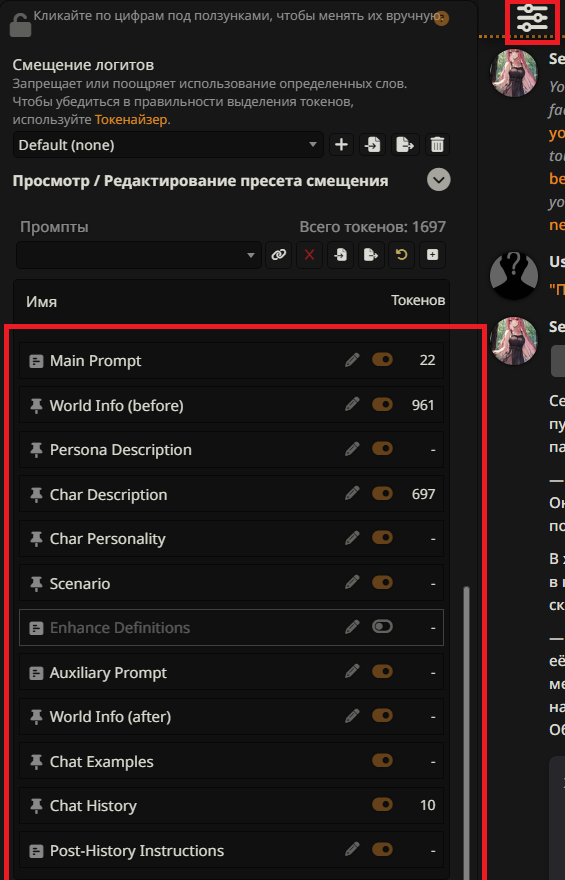 Кликайте по цифрам под ползунками, чтобы менять их вручную.
Смещение логитов
Запрещает или поощряет использование определенных слов.
Чтобы убедиться в правильности выделения токенов,
используйте Токенайзер.
Default (none)
Просмотр / Редактирование пресета смещения
Промпты Всего токенов: 1697
Имя Токенов
Main Prompt 22
World Info (before) 961
Persona Description -
Char Description 697
Char Personality -
Scenario -
Enhance Definitions -
Auxiliary Prompt -
World Info (after) -
Chat Examples -
Chat History 10
Post-History Instructions -
Se
Yo
fac
yo
tou
be
yo
ne
Us
"П
Se
Се
пу
па
—
Он
по
В
в
ск
—
её
ме
на
Об